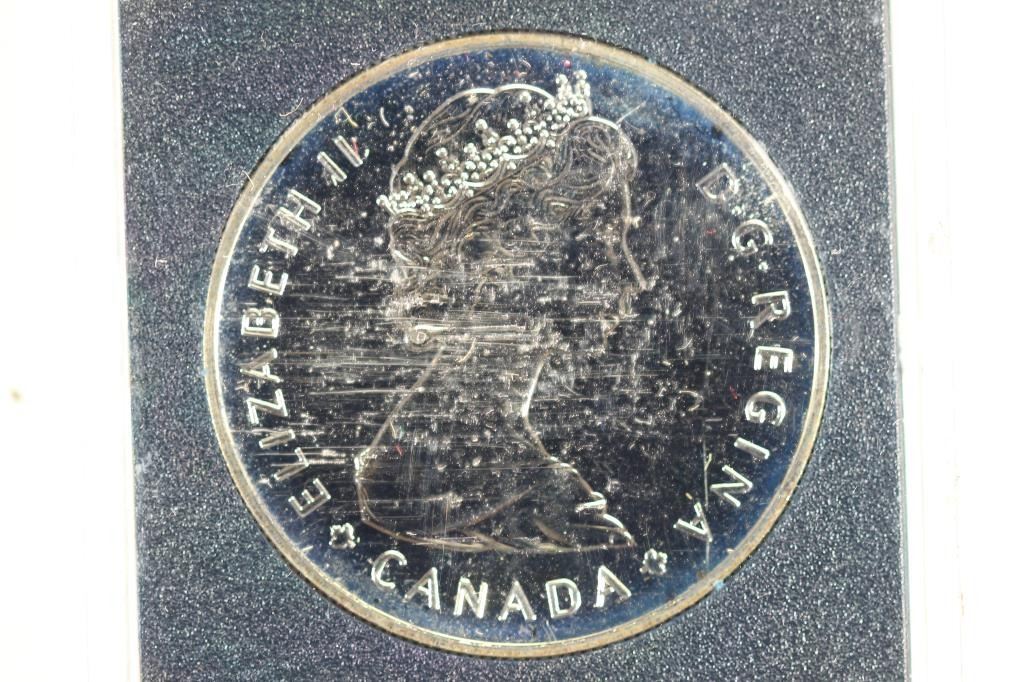 ELIZABETH II
D·G·REGINA
CANADA